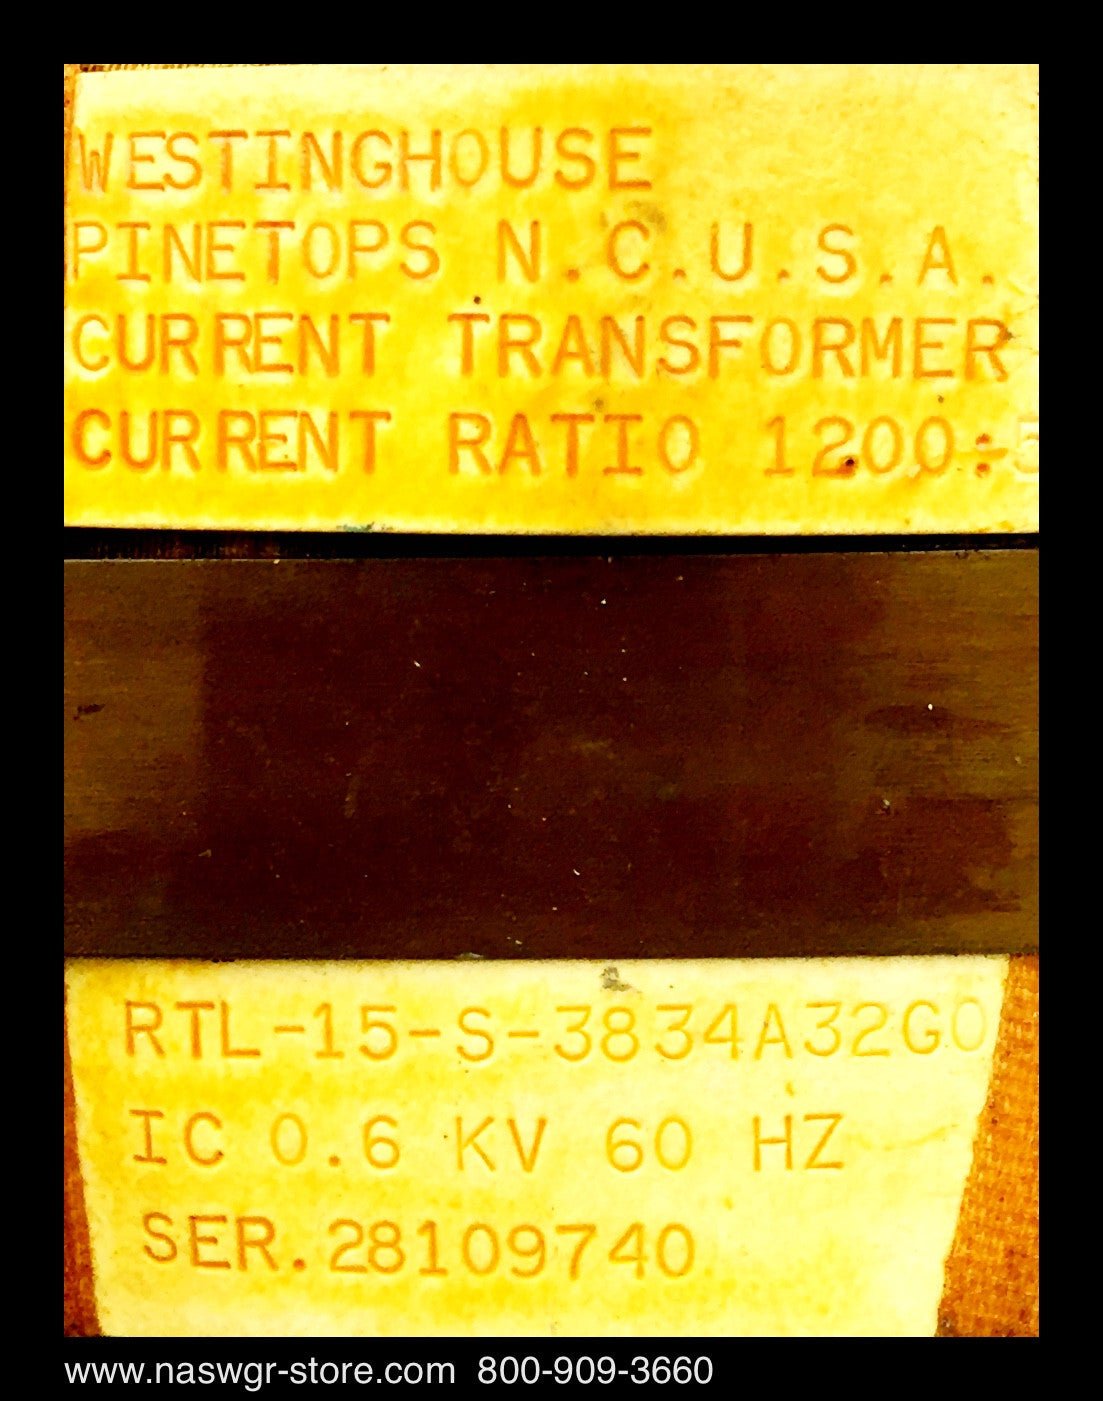 WESTINGHOUSE
PINETOPS N.C.U.S.A.
CURRENT TRANSFORMER
CURRENT RATIO 1200÷5
RTL-15-S-3834A32G0
IC 0.6 KV 60 HZ
SER.28109740
www.naswgr-store.com 800-909-3660